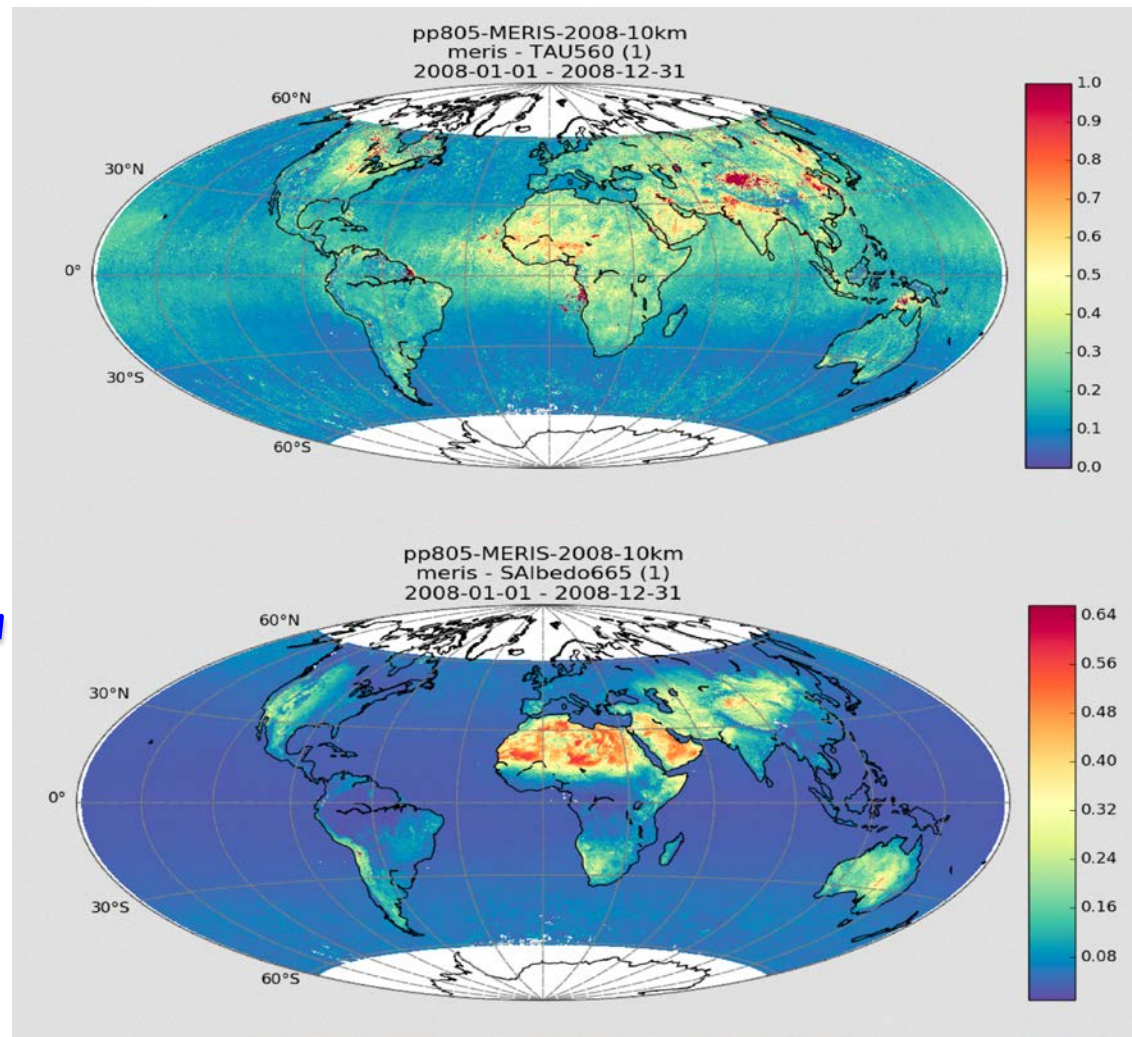 pp805-MERIS-2008-10km
meris - TAU560 (1)
2008-01-01 - 2008-12-31
60°N
30°N
0°
30°S
60°S
1.0
0.9
0.8
0.7
0.6
0.5
0.4
0.3
0.2
0.1
0.0
pp805-MERIS-2008-10km
meris - SAlbedo665 (1)
2008-01-01 - 2008-12-31
60°N
30°N
0°
30°S
60°S
0.64
0.56
0.48
0.40
0.32
0.24
0.16
0.08